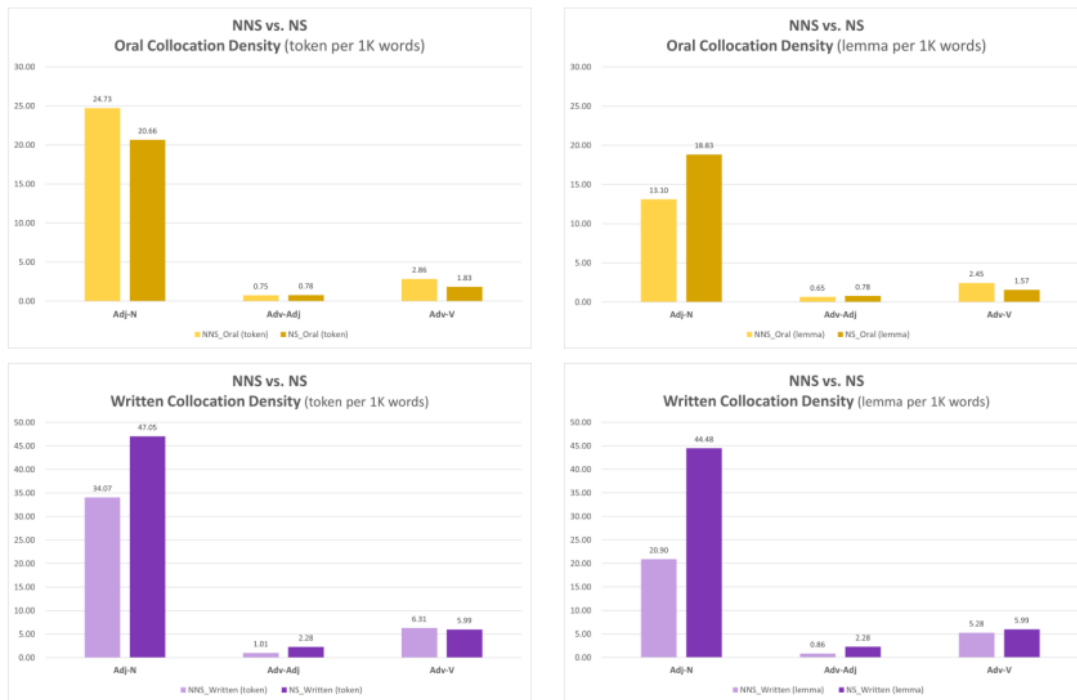 NNS vs. NS
Oral Collocation Density (token per 1K words)
30.00
25.00
20.00
15.00
10.00
5.00
0.00
24.73
20.66
0.75
0.78
2.86
1.83
Adj-N
Adv-Adj
Adv-V
NNS_Oral (token)
NS_Oral (token)
NNS vs. NS
Oral Collocation Density (lemma per 1K words)
30.00
25.00
20.00
15.00
10.00
5.00
0.00
13.10
18.83
0.65
0.78
2.45
1.57
Adj-N
Adv-Adj
Adv-V
NNS_Oral (lemma)
NS_Oral (lemma)
NNS vs. NS
Written Collocation Density (token per 1K words)
50.00
45.00
40.00
35.00
30.00
25.00
20.00
15.00
10.00
5.00
0.00
34.07
47.05
1.01
2.28
6.31
5.99
Adj-N
Adv-Adj
Adv-V
NNS_Written (token)
NS_Written (token)
NNS vs. NS
Written Collocation Density (lemma per 1K words)
50.00
45.00
40.00
35.00
30.00
25.00
20.00
15.00
10.00
5.00
0.00
20.90
44.48
0.86
2.28
5.28
5.99
Adj-N
Adv-Adj
Adv-V
NNS_Written (lemma)
NS_Written (lemma)